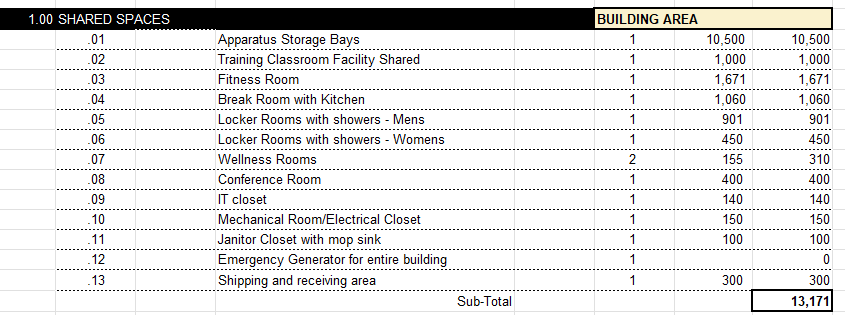 1.00 SHARED SPACES BUILDING AREA
.01 Apparatus Storage Bays 1 10,500 10,500
.02 Training Classroom Facility Shared 1 1,000 1,000
.03 Fitness Room 1 1,671 1,671
.04 Break Room with Kitchen 1 1,060 1,060
.05 Locker Rooms with showers - Mens 1 901 901
.06 Locker Rooms with showers - Womens 1 450 450
.07 Wellness Rooms 2 155 310
.08 Conference Room 1 400 400
.09 IT closet 1 140 140
.10 Mechanical Room/Electrical Closet 1 150 150
.11 Janitor Closet with mop sink 1 100 100
.12 Emergency Generator for entire building 1 0
.13 Shipping and receiving area 1 300 300
Sub-Total 13,171